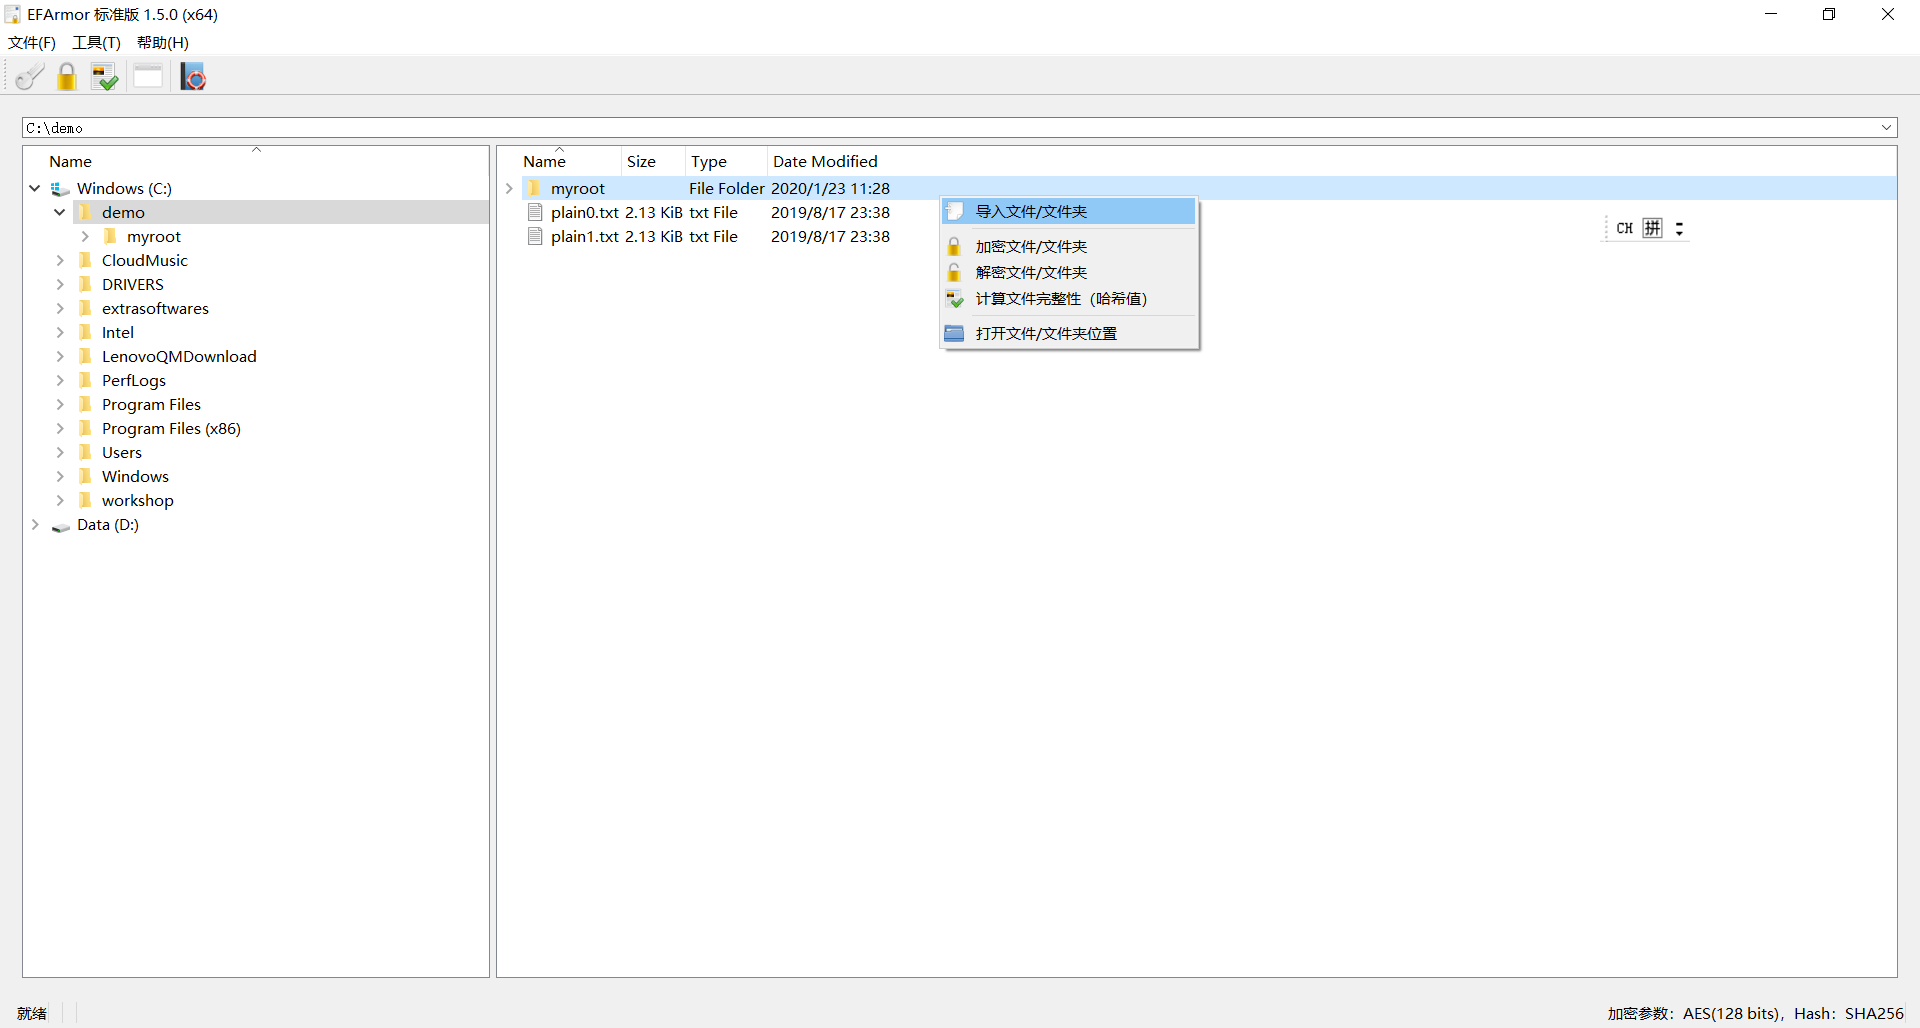 EFArmor 标准版 1.5.0 (x64)
文件(F) 工具(T) 帮助(H)
C:\demo
Name
Windows (C:)
demo
myroot
CloudMusic
DRIVERS
extrasoftwares
Intel
LenovoQMDownload
PerfLogs
Program Files
Program Files (x86)
Users
Windows
workshop
Data (D:)
Name Size Type Date Modified
myroot File Folder 2020/1/23 11:28
plain0.txt 2.13 KiB txt File 2019/8/17 23:38
plain1.txt 2.13 KiB txt File 2019/8/17 23:38
导入文件/文件夹
加密文件/文件夹
解密文件/文件夹
计算文件完整性（哈希值）
打开文件/文件夹位置
CH 拼
就绪
加密参数：AES(128 bits)，Hash：SHA256